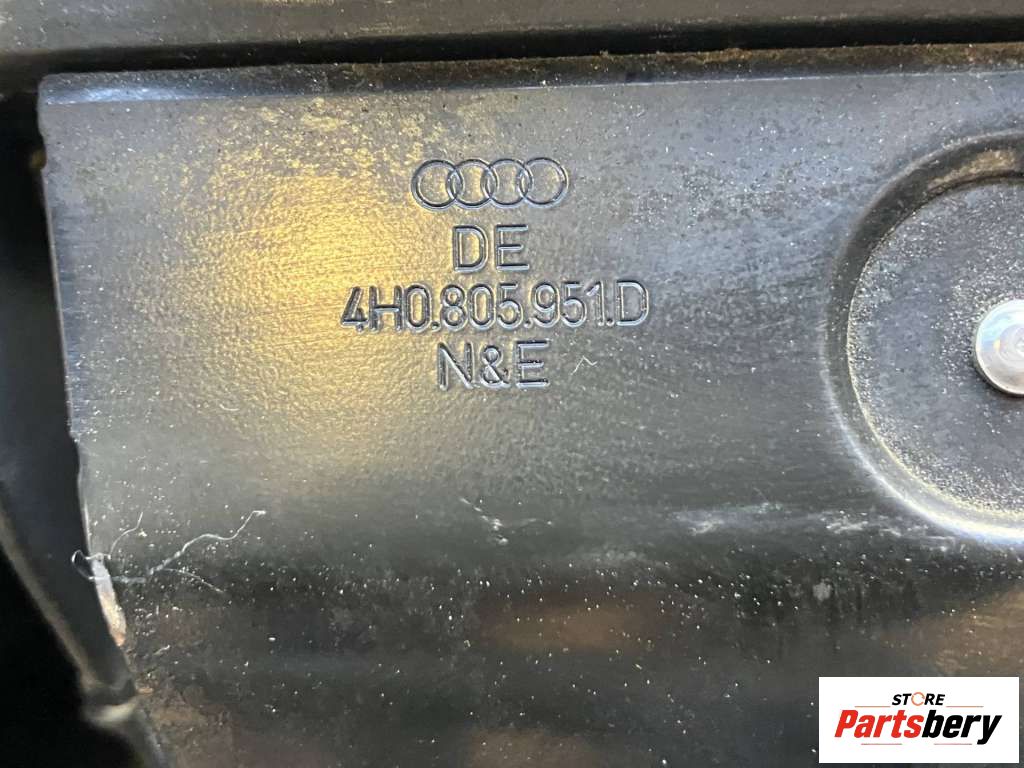 DE
4H0.805.951.D
N&E
STORE
Partsbery